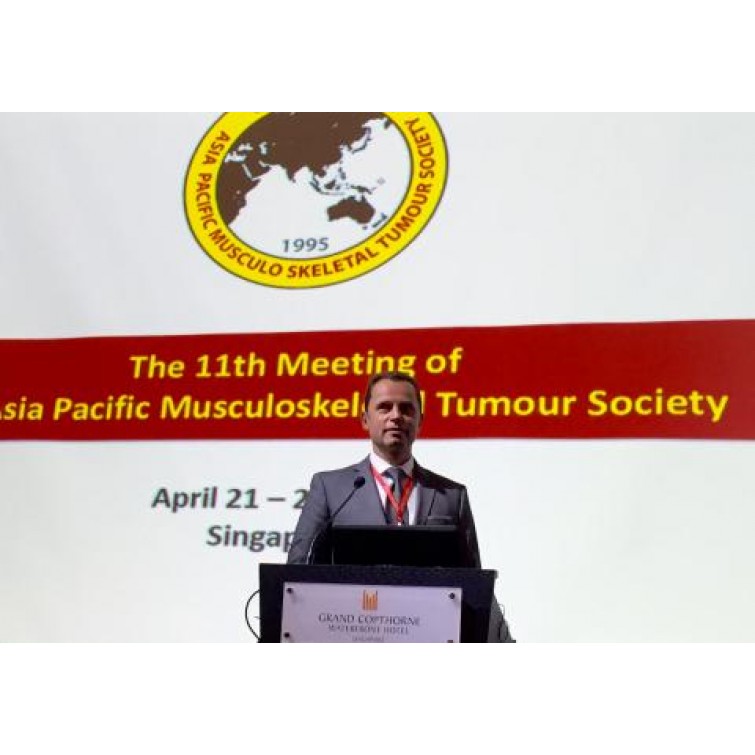 ASIA PACIFIC MUSCULO SKELETAL TUMOUR SOCIETY
1995
The 11th Meeting of
Asia Pacific Musculoskel Tumour Society
April 21 – 2
Singap
GRAND COPTHORNE
WATERFRONT HOTEL